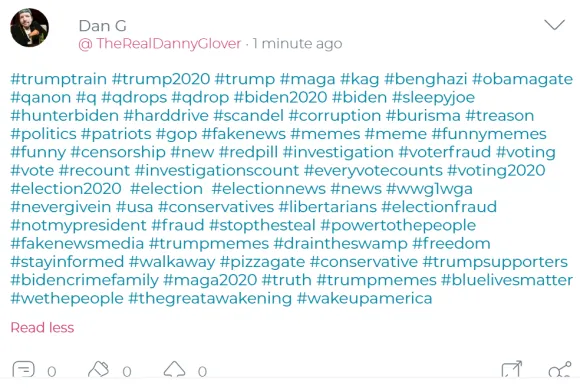 Dan G
@ TheRealDannyGlover · 1 minute ago
#trumptrain #trump2020 #trump #maga #kag #benghazi #obamagate
#qanon #q #qdrops #qdrop #biden2020 #biden #sleepyjoe
#hunterbiden #harddrive #scandel #corruption #burisma #treason
#politics #patriots #gop #fakenews #memes #meme #funnymemes
#funny #censorship #new #redpill #investigation #voterfraud #voting
#vote #recount #investigationscount #everyvotecounts #voting2020
#election2020 #election #electionnews #news #wwg1wga
#nevergivein #usa #conservatives #libertarians #electionfraud
#notmypresident #fraud #stopthesteal #powertothepeople
#fakenewsmedia #trumpmemes #draintheswamp #freedom
#stayinformed #walkaway #pizzagate #conservative #trumpsupporters
#bidencrimefamily #maga2020 #truth #trumpmemes #bluelivesmatter
#wethepeople #thegreatawakening #wakeupamerica
Read less
0 0 0